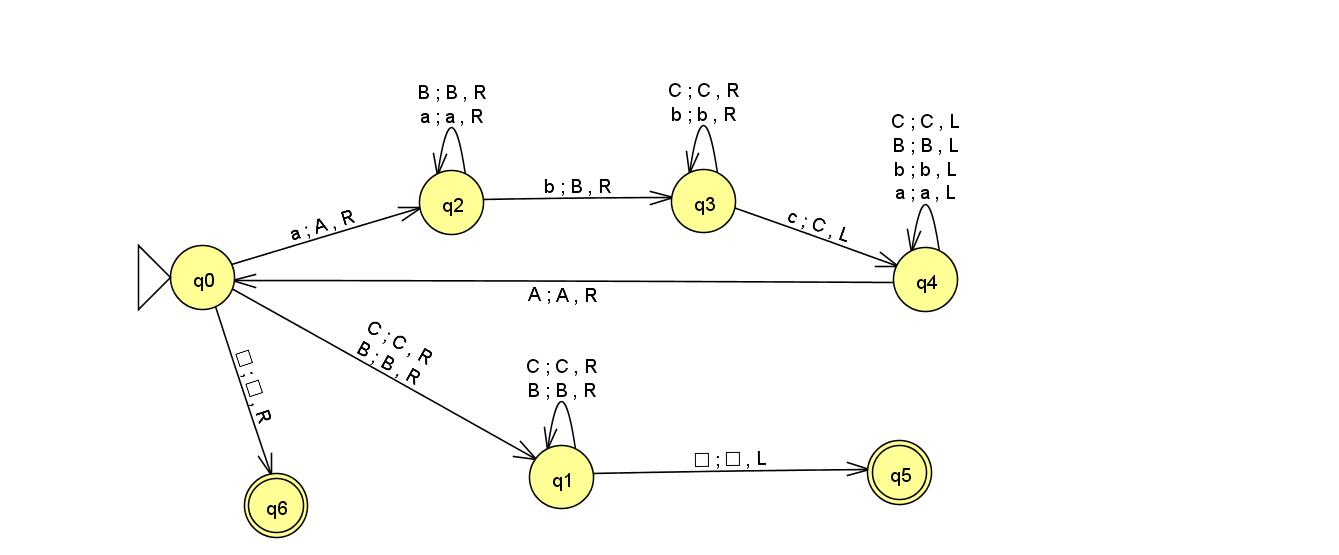 B ; B , R
a ; a , R
C ; C , R
b ; b , R
C ; C , L
B ; B , L
b ; b , L
a ; a , L
q2
b ; B , R
q3
a ; A , R
c ; C , L
q0
q4
A ; A , R
C ; C , R
B ; B , R
□ ; □ , R
C ; C , R
B ; B , R
q6
q1
□ ; □ , L
q5